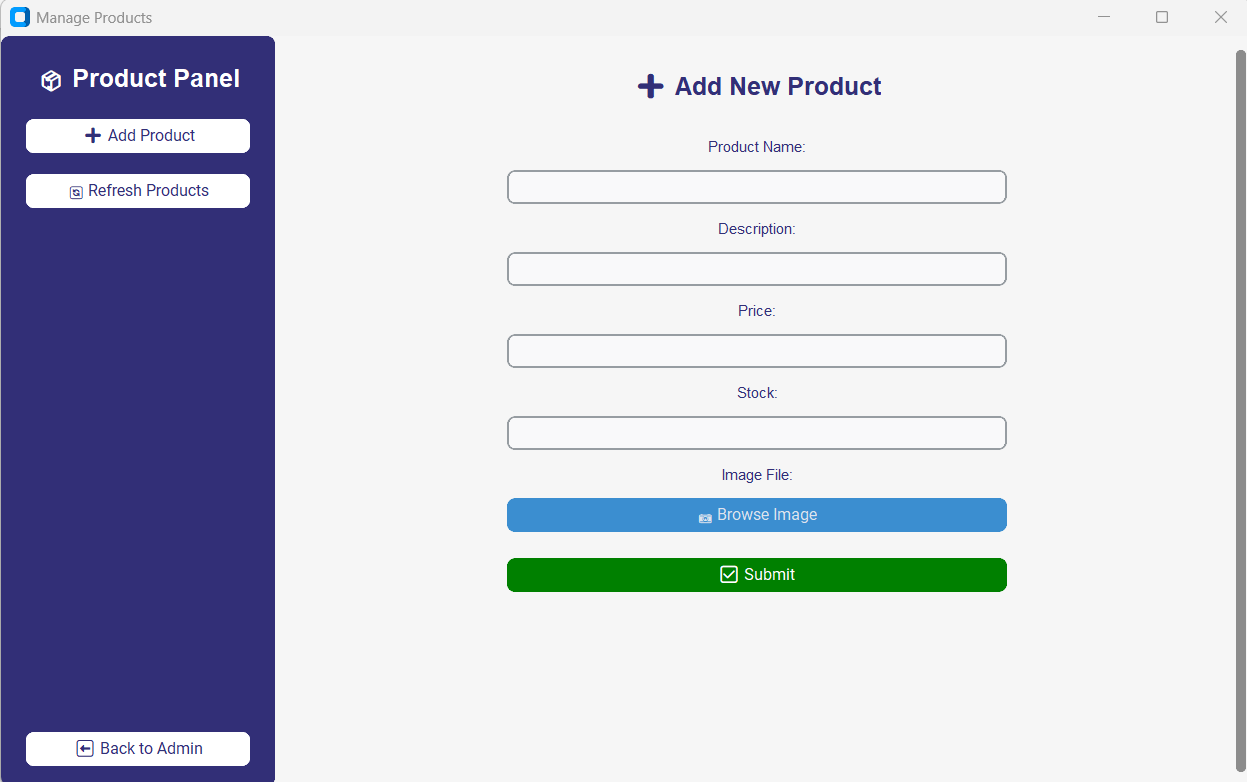 Manage Products
Product Panel
Add Product
Refresh Products
Back to Admin
Add New Product
Product Name:
Description:
Price:
Stock:
Image File:
Browse Image
Submit